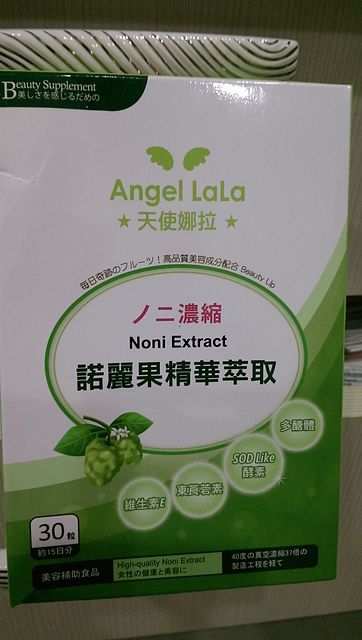 Beauty Supplement
美しさを感じるための
Angel LaLa
★ 天使娜拉 ★
毎日奇跡のフルーツ！高品質美容成分配合 Beauty Up
ノニ濃縮
Noni Extract
諾麗果精華萃取
多醣體
SOD Like
酵素
東莨菪素
維生素E
30粒
約15日分
美容補助食品
High-quality Noni Extract
女性の健康と美容に
40度の真空濃縮37倍の
製造工程を経て